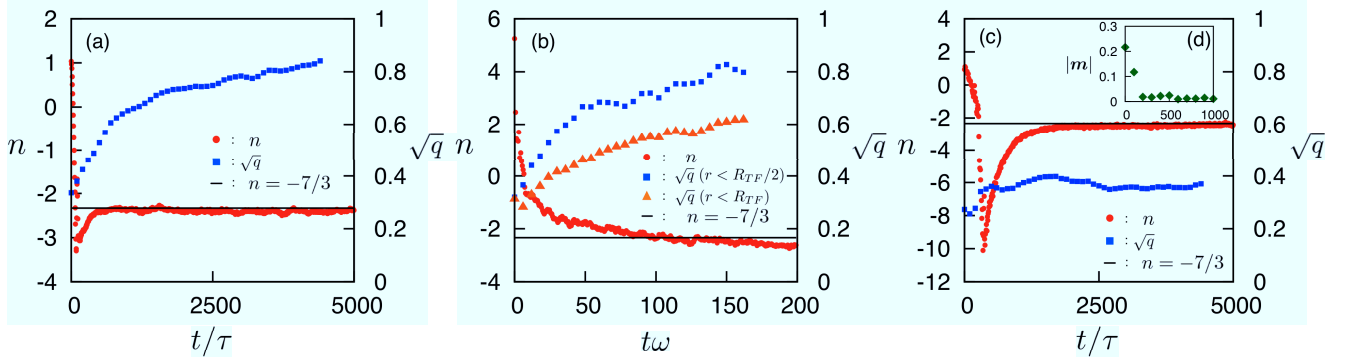 (a)
2
1
0
-1
-2
-3
-4
n
1
0.8
0.6
0.4
0.2
0
√q
: n
: √q
: n = −7/3
0
2500
5000
t/τ
(b)
6
4
2
0
-2
-4
n
1
0.8
0.6
0.4
0.2
0
√q
: n
: √q (r < R_TF/2)
: √q (r < R_TF)
: n = −7/3
0
50
100
150
200
tω
(c)
4
2
0
-2
-4
-6
-8
-10
-12
n
1
0.8
0.6
0.4
0.2
0
√q
: n
: √q
: n = −7/3
0
2500
5000
t/τ
(d)
0.3
0.2
0.1
0
|m|
0
500
1000